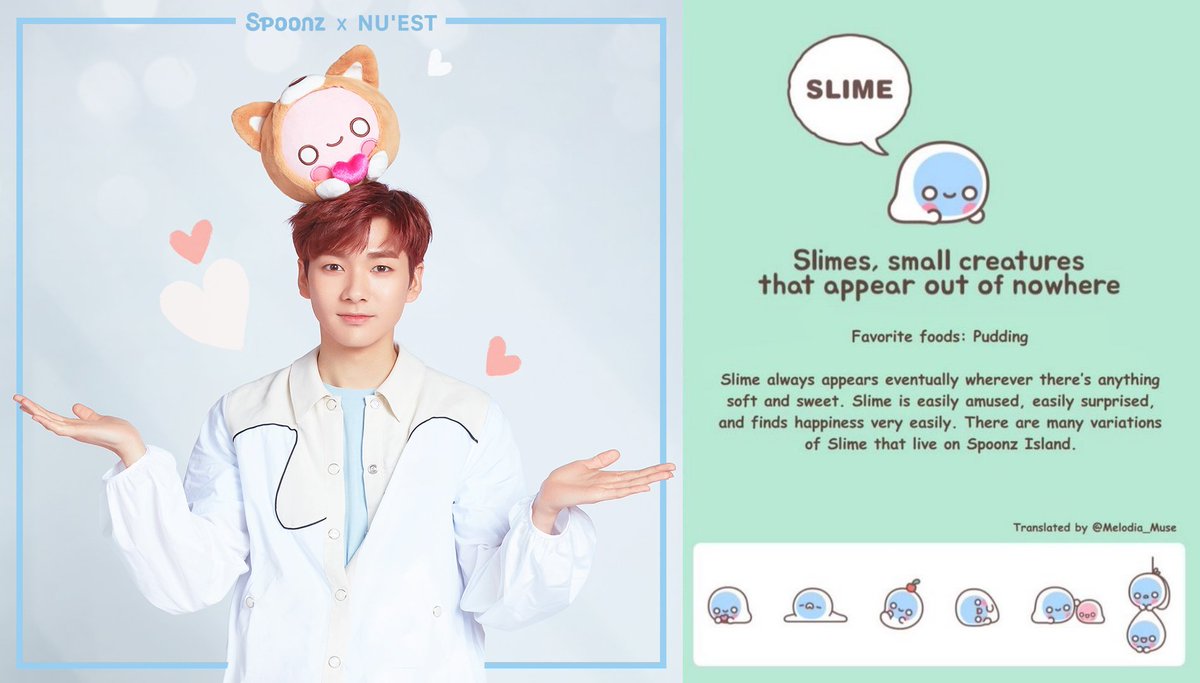 Spoonz x NU'EST
SLIME
Slimes, small creatures
that appear out of nowhere
Favorite foods: Pudding
Slime always appears eventually wherever there's anything
soft and sweet. Slime is easily amused, easily surprised,
and finds happiness very easily. There are many variations
of Slime that live on Spoonz Island.
Translated by @Melodia_Muse